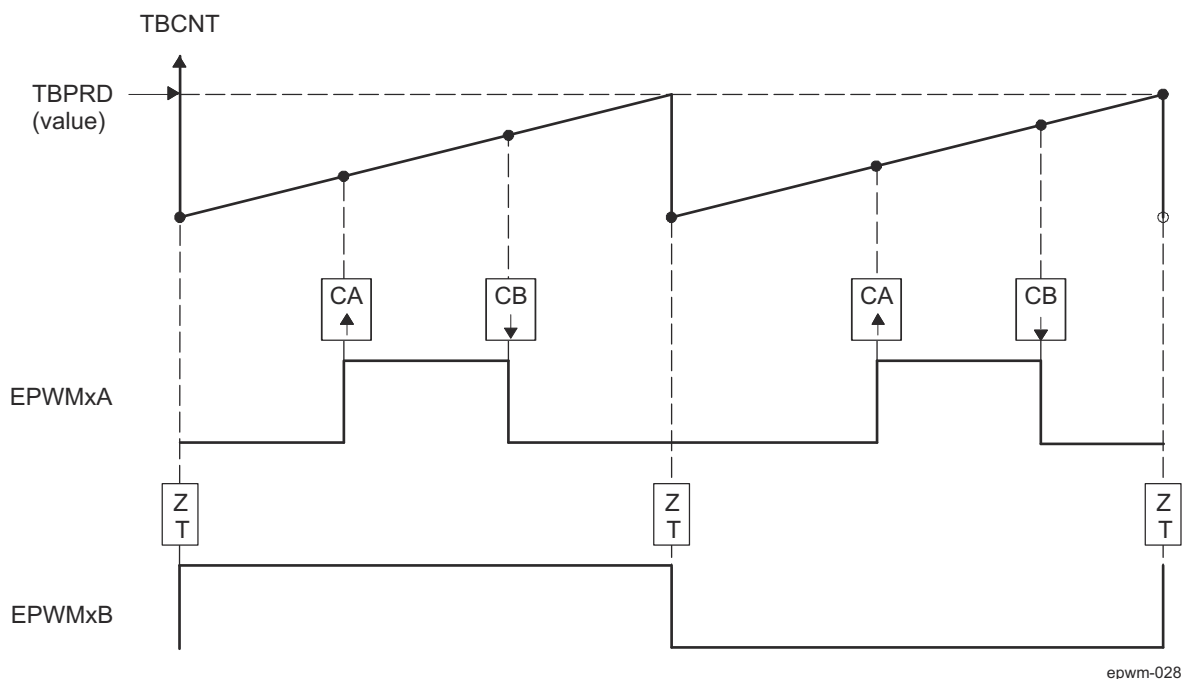 TBCNT
TBPRD
(value)
CA
CB
CA
CB
EPWMxA
Z
T
Z
T
Z
T
EPWMxB
epwm-028